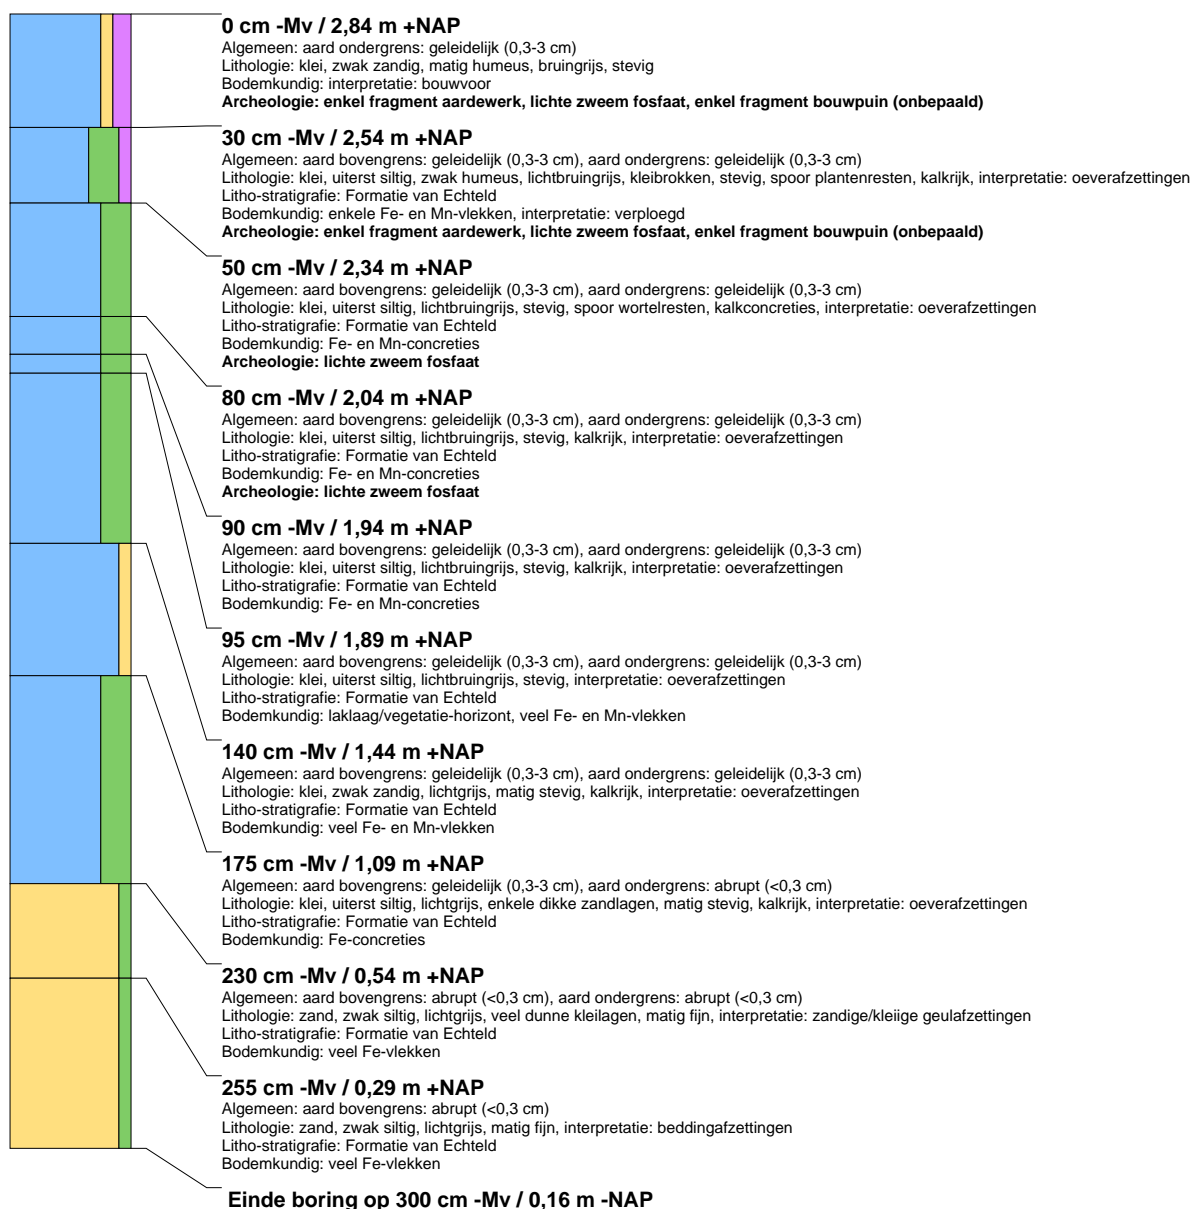 0 cm -Mv / 2,84 m +NAP
Algemeen: aard ondergrens: geleidelijk (0,3-3 cm)
Lithologie: klei, zwak zandig, matig humeus, bruingrijs, stevig
Bodemkundig: interpretatie: bouwvoor
Archeologie: enkel fragment aardewerk, lichte zweem fosfaat, enkel fragment bouwpuin (onbepaald)
30 cm -Mv / 2,54 m +NAP
Algemeen: aard bovengrens: geleidelijk (0,3-3 cm), aard ondergrens: geleidelijk (0,3-3 cm)
Lithologie: klei, uiterst siltig, zwak humeus, lichtbruingrijs, kleibrokken, stevig, spoor plantenresten, kalkrijk, interpretatie: oeverafzettingen
Litho-stratigrafie: Formatie van Echteld
Bodemkundig: enkele Fe- en Mn-vlekken, interpretatie: verploegd
Archeologie: enkel fragment aardewerk, lichte zweem fosfaat, enkel fragment bouwpuin (onbepaald)
50 cm -Mv / 2,34 m +NAP
Algemeen: aard bovengrens: geleidelijk (0,3-3 cm), aard ondergrens: geleidelijk (0,3-3 cm)
Lithologie: klei, uiterst siltig, lichtbruingrijs, stevig, spoor wortelresten, kalkconcreties, interpretatie: oeverafzettingen
Litho-stratigrafie: Formatie van Echteld
Bodemkundig: Fe- en Mn-concreties
Archeologie: lichte zweem fosfaat
80 cm -Mv / 2,04 m +NAP
Algemeen: aard bovengrens: geleidelijk (0,3-3 cm), aard ondergrens: geleidelijk (0,3-3 cm)
Lithologie: klei, uiterst siltig, lichtbruingrijs, stevig, kalkrijk, interpretatie: oeverafzettingen
Litho-stratigrafie: Formatie van Echteld
Bodemkundig: Fe- en Mn-concreties
Archeologie: lichte zweem fosfaat
90 cm -Mv / 1,94 m +NAP
Algemeen: aard bovengrens: geleidelijk (0,3-3 cm), aard ondergrens: geleidelijk (0,3-3 cm)
Lithologie: klei, uiterst siltig, lichtbruingrijs, stevig, kalkrijk, interpretatie: oeverafzettingen
Litho-stratigrafie: Formatie van Echteld
Bodemkundig: Fe- en Mn-concreties
95 cm -Mv / 1,89 m +NAP
Algemeen: aard bovengrens: geleidelijk (0,3-3 cm), aard ondergrens: geleidelijk (0,3-3 cm)
Lithologie: klei, uiterst siltig, lichtbruingrijs, stevig, interpretatie: oeverafzettingen
Litho-stratigrafie: Formatie van Echteld
Bodemkundig: laklaag/vegetatie-horizont, veel Fe- en Mn-vlekken
140 cm -Mv / 1,44 m +NAP
Algemeen: aard bovengrens: geleidelijk (0,3-3 cm), aard ondergrens: geleidelijk (0,3-3 cm)
Lithologie: klei, zwak zandig, lichtgrijs, matig stevig, kalkrijk, interpretatie: oeverafzettingen
Litho-stratigrafie: Formatie van Echteld
Bodemkundig: veel Fe- en Mn-vlekken
175 cm -Mv / 1,09 m +NAP
Algemeen: aard bovengrens: geleidelijk (0,3-3 cm), aard ondergrens: abrupt (<0,3 cm)
Lithologie: klei, uiterst siltig, lichtgrijs, enkele dikke zandlagen, matig stevig, kalkrijk, interpretatie: oeverafzettingen
Litho-stratigrafie: Formatie van Echteld
Bodemkundig: Fe-concreties
230 cm -Mv / 0,54 m +NAP
Algemeen: aard bovengrens: abrupt (<0,3 cm), aard ondergrens: abrupt (<0,3 cm)
Lithologie: zand, zwak siltig, lichtgrijs, veel dunne kleilagen, matig fijn, interpretatie: zandige/kleiige geulafzettingen
Litho-stratigrafie: Formatie van Echteld
Bodemkundig: veel Fe-vlekken
255 cm -Mv / 0,29 m +NAP
Algemeen: aard bovengrens: abrupt (<0,3 cm)
Lithologie: zand, zwak siltig, lichtgrijs, matig fijn, interpretatie: beddingafzettingen
Litho-stratigrafie: Formatie van Echteld
Bodemkundig: veel Fe-vlekken
Einde boring op 300 cm -Mv / 0,16 m -NAP